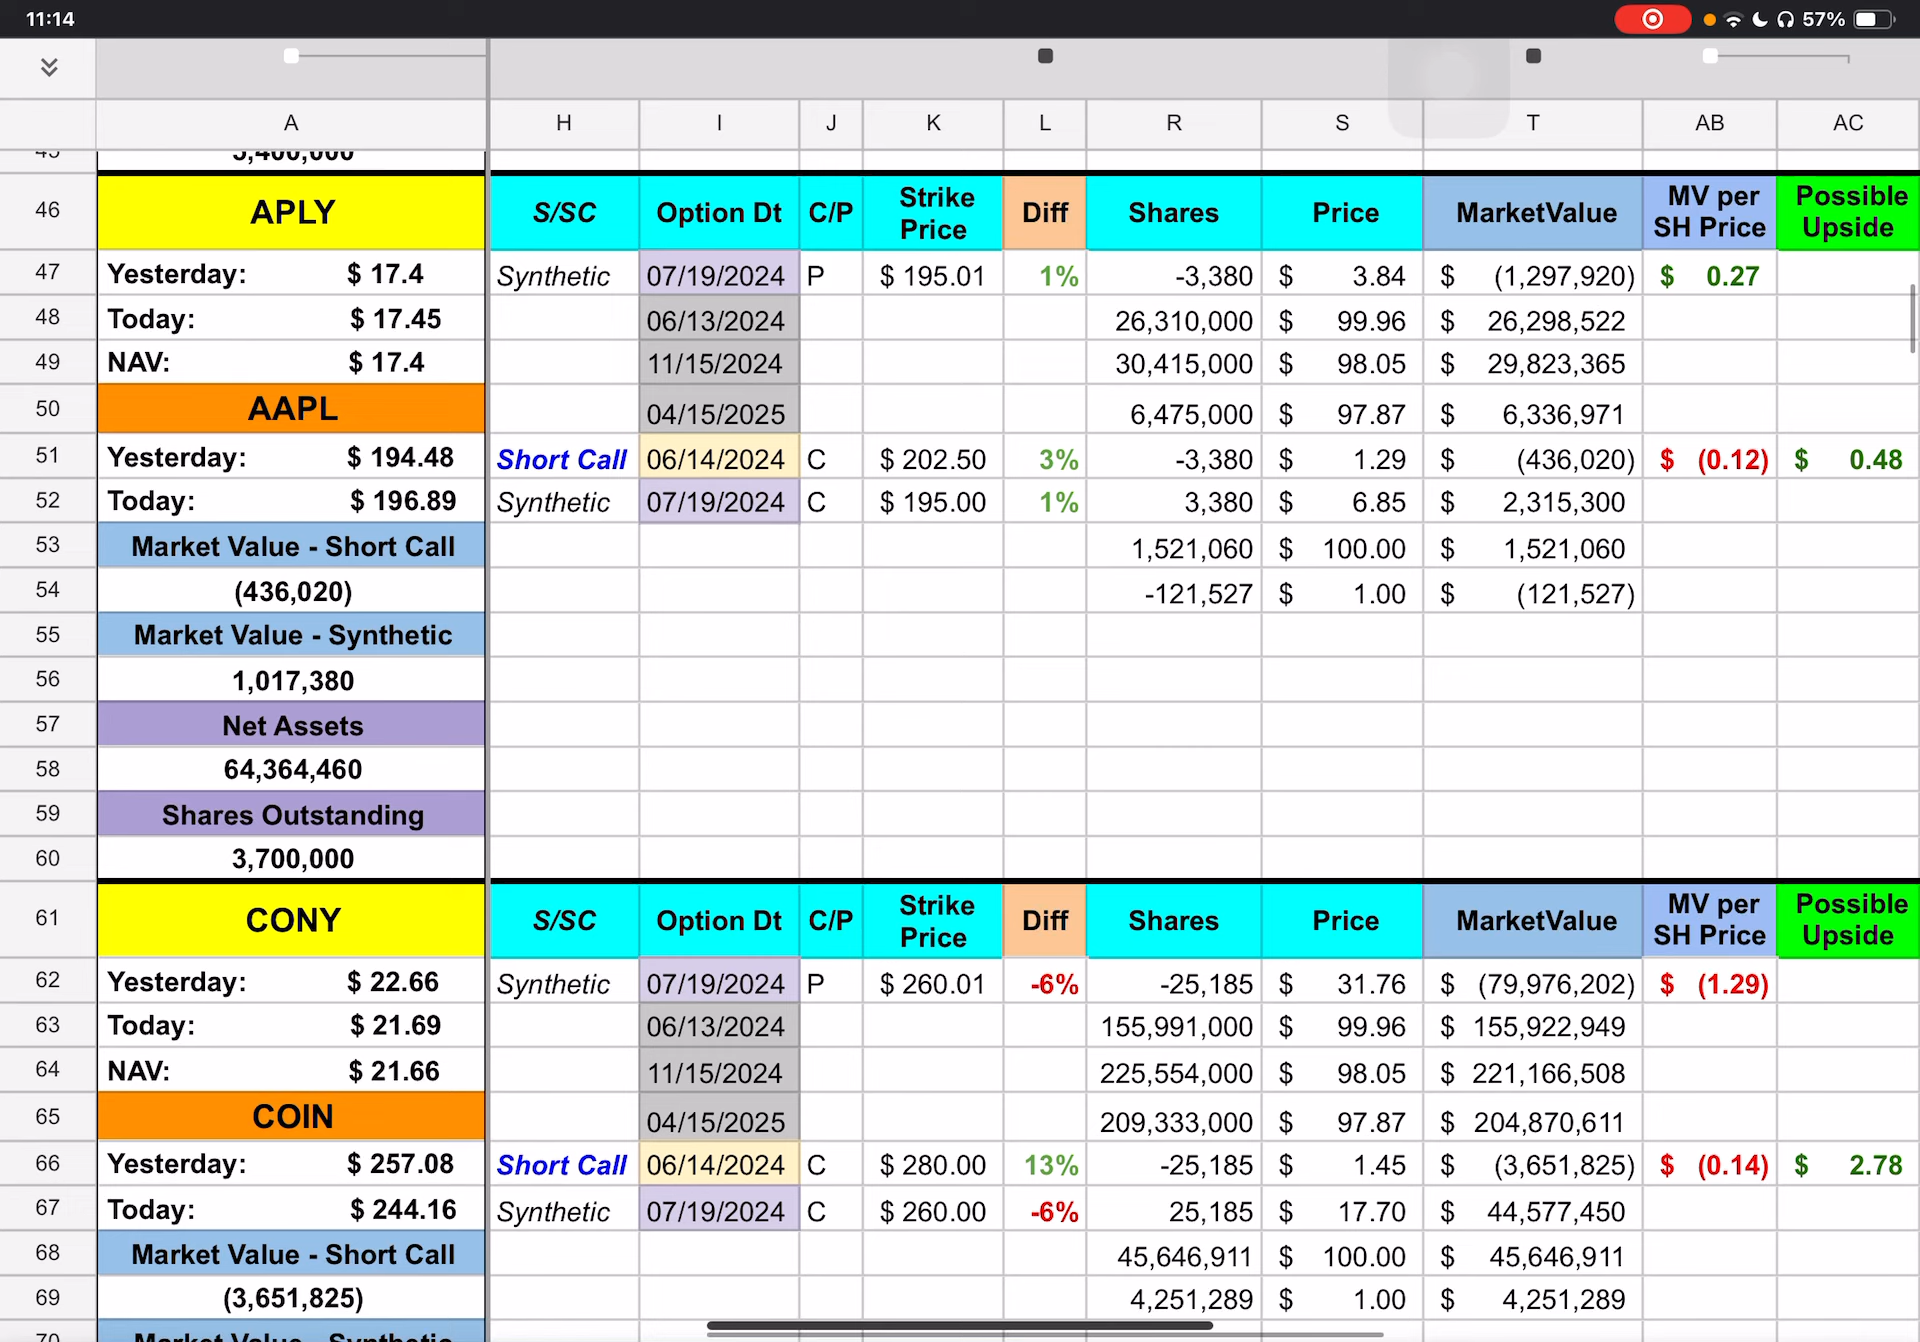 11:14 57%
A H I J K L R S T AB AC
46 APLY S/SC Option Dt C/P Strike Price Diff Shares Price MarketValue MV per SH Price Possible Upside
47 Yesterday: $ 17.4 Synthetic 07/19/2024 P $ 195.01 1% -3,380 $ 3.84 $ (1,297,920) $ 0.27
48 Today: $ 17.45 06/13/2024 26,310,000 $ 99.96 $ 26,298,522
49 NAV: $ 17.4 11/15/2024 30,415,000 $ 98.05 $ 29,823,365
50 AAPL 04/15/2025 6,475,000 $ 97.87 $ 6,336,971
51 Yesterday: $ 194.48 Short Call 06/14/2024 C $ 202.50 3% -3,380 $ 1.29 $ (436,020) $ (0.12) $ 0.48
52 Today: $ 196.89 Synthetic 07/19/2024 C $ 195.00 1% 3,380 $ 6.85 $ 2,315,300
53 Market Value - Short Call 1,521,060 $ 100.00 $ 1,521,060
54 (436,020) -121,527 $ 1.00 $ (121,527)
55 Market Value - Synthetic
56 1,017,380
57 Net Assets
58 64,364,460
59 Shares Outstanding
60 3,700,000
61 CONY S/SC Option Dt C/P Strike Price Diff Shares Price MarketValue MV per SH Price Possible Upside
62 Yesterday: $ 22.66 Synthetic 07/19/2024 P $ 260.01 -6% -25,185 $ 31.76 $ (79,976,202) $ (1.29)
63 Today: $ 21.69 06/13/2024 155,991,000 $ 99.96 $ 155,922,949
64 NAV: $ 21.66 11/15/2024 225,554,000 $ 98.05 $ 221,166,508
65 COIN 04/15/2025 209,333,000 $ 97.87 $ 204,870,611
66 Yesterday: $ 257.08 Short Call 06/14/2024 C $ 280.00 13% -25,185 $ 1.45 $ (3,651,825) $ (0.14) $ 2.78
67 Today: $ 244.16 Synthetic 07/19/2024 C $ 260.00 -6% 25,185 $ 17.70 $ 44,577,450
68 Market Value - Short Call 45,646,911 $ 100.00 $ 45,646,911
69 (3,651,825) 4,251,289 $ 1.00 $ 4,251,289
70 Market Value - Synthetic